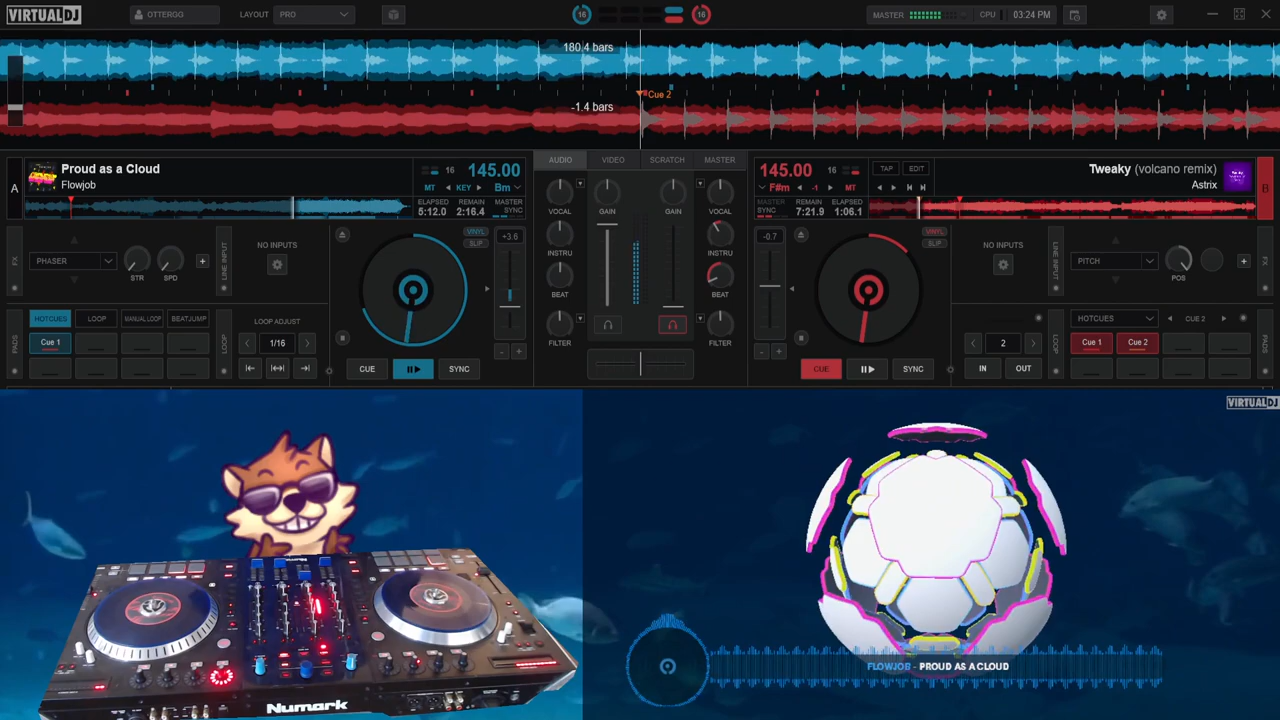 VIRTUALDJ
OTTERGG
LAYOUT PRO
16
16
MASTER
CPU
03:24 PM
180.4 bars
Cue 2
-1.4 bars
A
Proud as a Cloud
Flowjob
16
145.00
MT
KEY
Bm
ELAPSED
5:12.0
REMAIN
2:16.4
MASTER
SYNC
AUDIO
VIDEO
SCRATCH
MASTER
145.00
TAP
EDIT
16
F#m
-1
MT
MASTER
SYNC
REMAIN
7:21.9
ELAPSED
1:06.1
Tweaky (volcano remix)
Astrix
B
FX
PHASER
STR
SPD
+
LINE INPUT
NO INPUTS
VINYL
SLIP
+3.6
VOCAL
INSTRU
BEAT
FILTER
GAIN
GAIN
VOCAL
INSTRU
BEAT
FILTER
-0.7
VINYL
SLIP
NO INPUTS
LINE INPUT
PITCH
POS
+
FX
PADS
HOTCUES
LOOP
MANUAL LOOP
BEATJUMP
Cue 1
LOOP
LOOP ADJUST
1/16
CUE
SYNC
-
+
-
+
CUE
SYNC
2
IN
OUT
LOOP
HOTCUES
CUE 2
Cue 1
Cue 2
PADS
VIRTUALDJ
Numark
FLOWJOB - PROUD AS A CLOUD